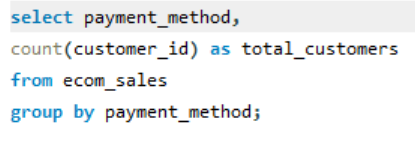 select payment_method,
count(customer_id) as total_customers
from ecom_sales
group by payment_method;